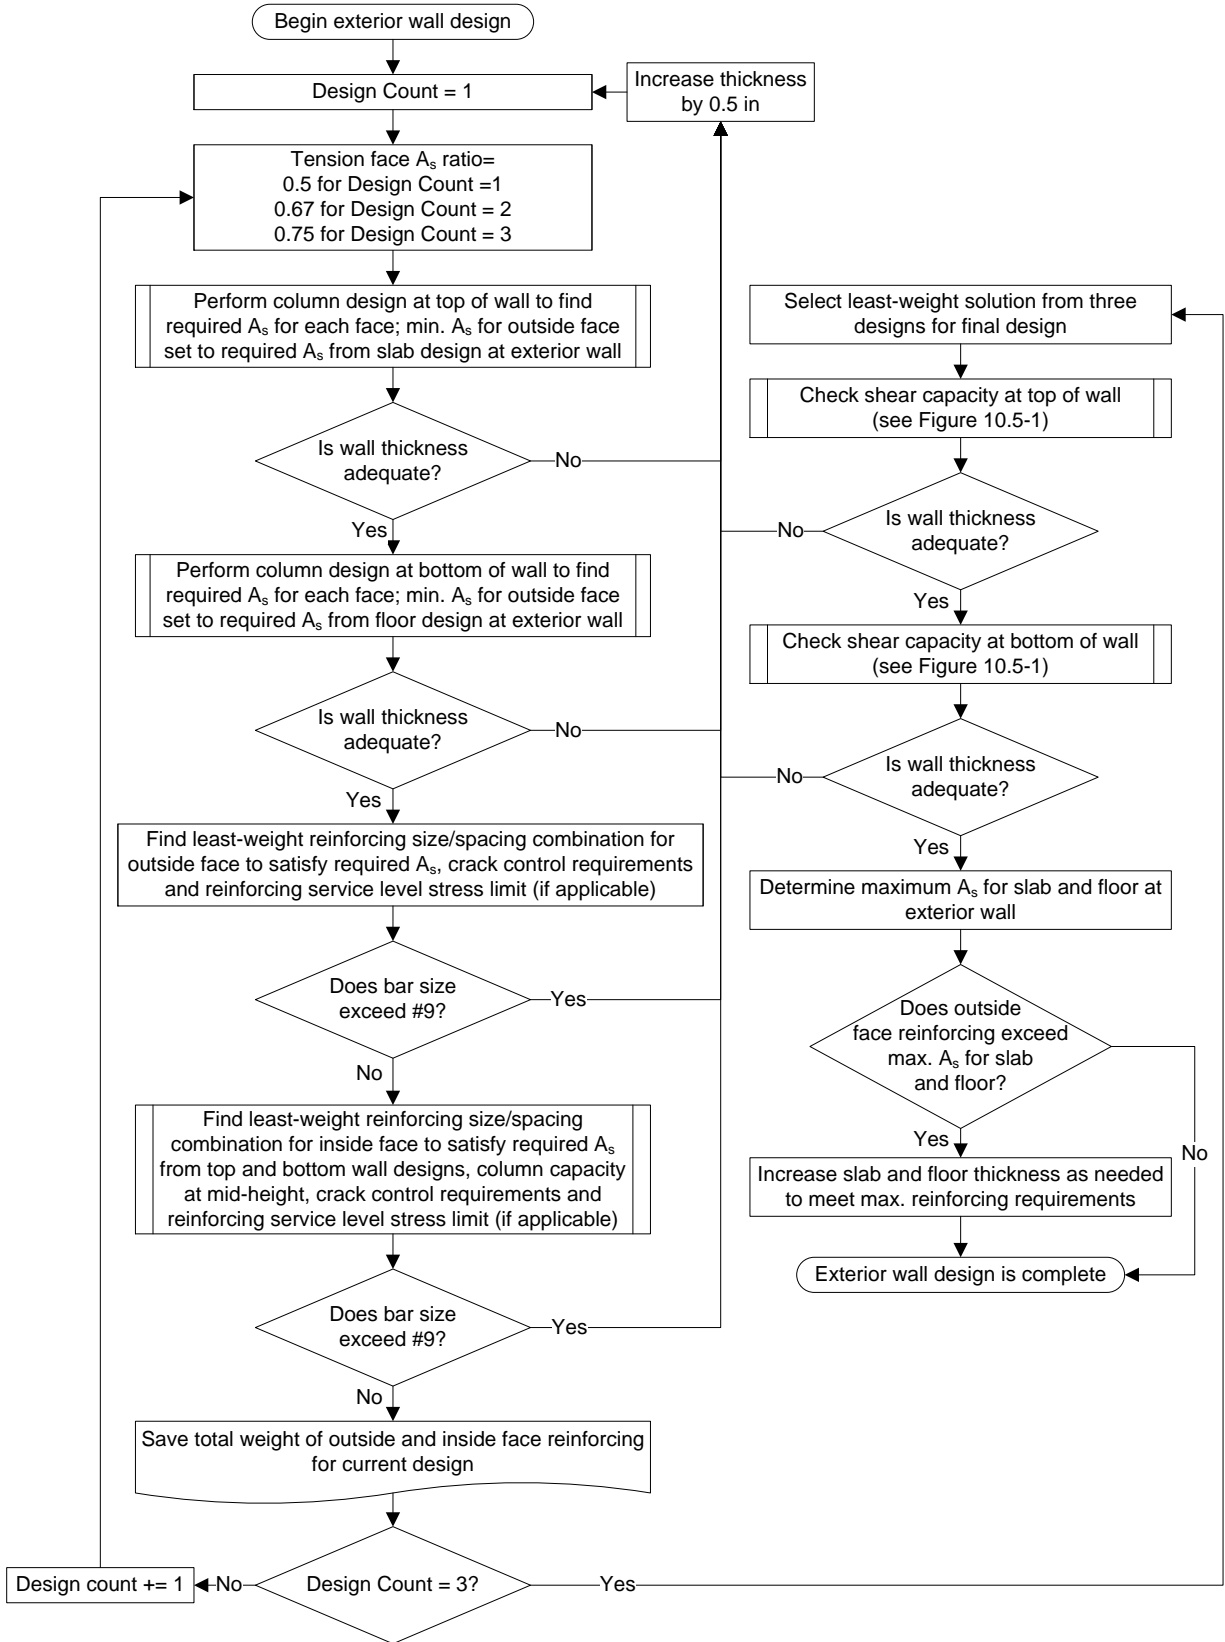 Begin exterior wall design
Design Count = 1
Increase thickness
by 0.5 in
Tension face As ratio=
0.5 for Design Count =1
0.67 for Design Count = 2
0.75 for Design Count = 3
Perform column design at top of wall to find
required As for each face; min. As for outside face
set to required As from slab design at exterior wall
Is wall thickness
adequate?
No
Yes
Perform column design at bottom of wall to find
required As for each face; min. As for outside face
set to required As from floor design at exterior wall
Is wall thickness
adequate?
No
Yes
Find least-weight reinforcing size/spacing combination for
outside face to satisfy required As, crack control requirements
and reinforcing service level stress limit (if applicable)
Does bar size
exceed #9?
Yes
No
Find least-weight reinforcing size/spacing
combination for inside face to satisfy required As
from top and bottom wall designs, column capacity
at mid-height, crack control requirements and
reinforcing service level stress limit (if applicable)
Does bar size
exceed #9?
Yes
No
Save total weight of outside and inside face reinforcing
for current design
Design Count = 3?
No
Design count += 1
Yes
Select least-weight solution from three
designs for final design
Check shear capacity at top of wall
(see Figure 10.5-1)
Is wall thickness
adequate?
No
Yes
Check shear capacity at bottom of wall
(see Figure 10.5-1)
Is wall thickness
adequate?
No
Yes
Determine maximum As for slab and floor at
exterior wall
Does outside
face reinforcing exceed
max. As for slab
and floor?
Yes
No
Increase slab and floor thickness as needed
to meet max. reinforcing requirements
Exterior wall design is complete